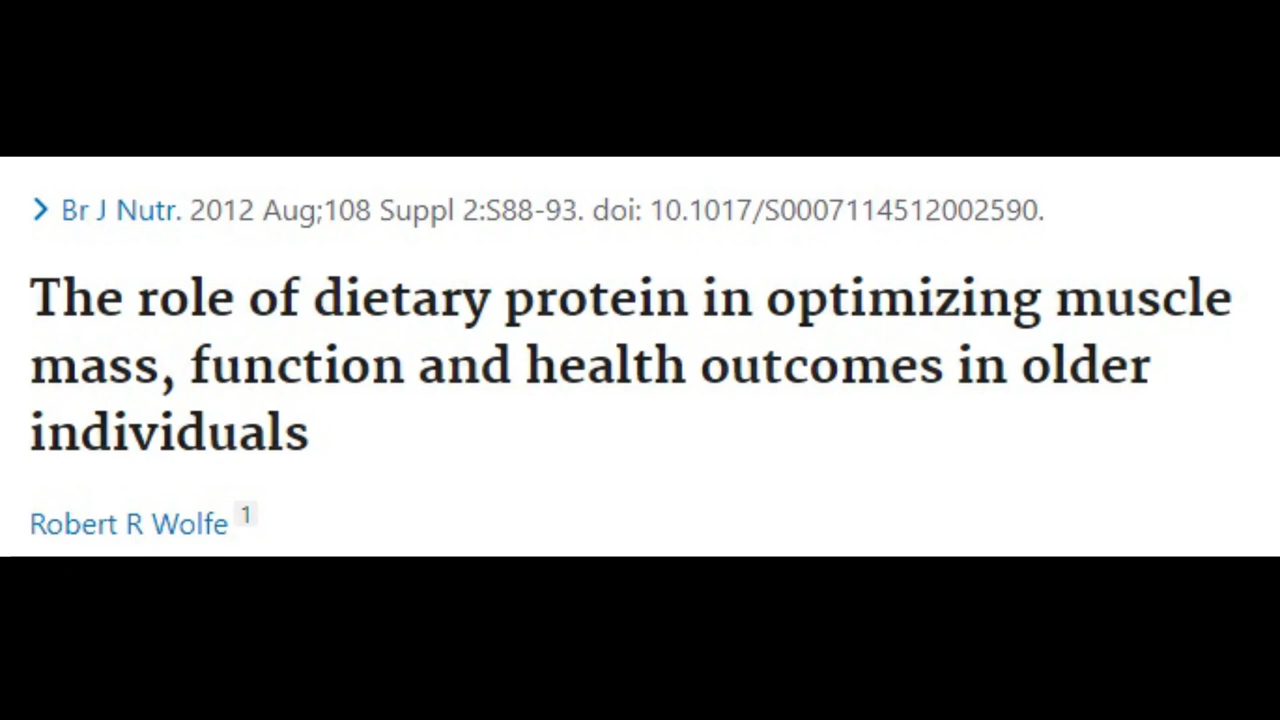 > Br J Nutr. 2012 Aug;108 Suppl 2:S88-93. doi: 10.1017/S0007114512002590.
The role of dietary protein in optimizing muscle
mass, function and health outcomes in older
individuals
Robert R Wolfe 1